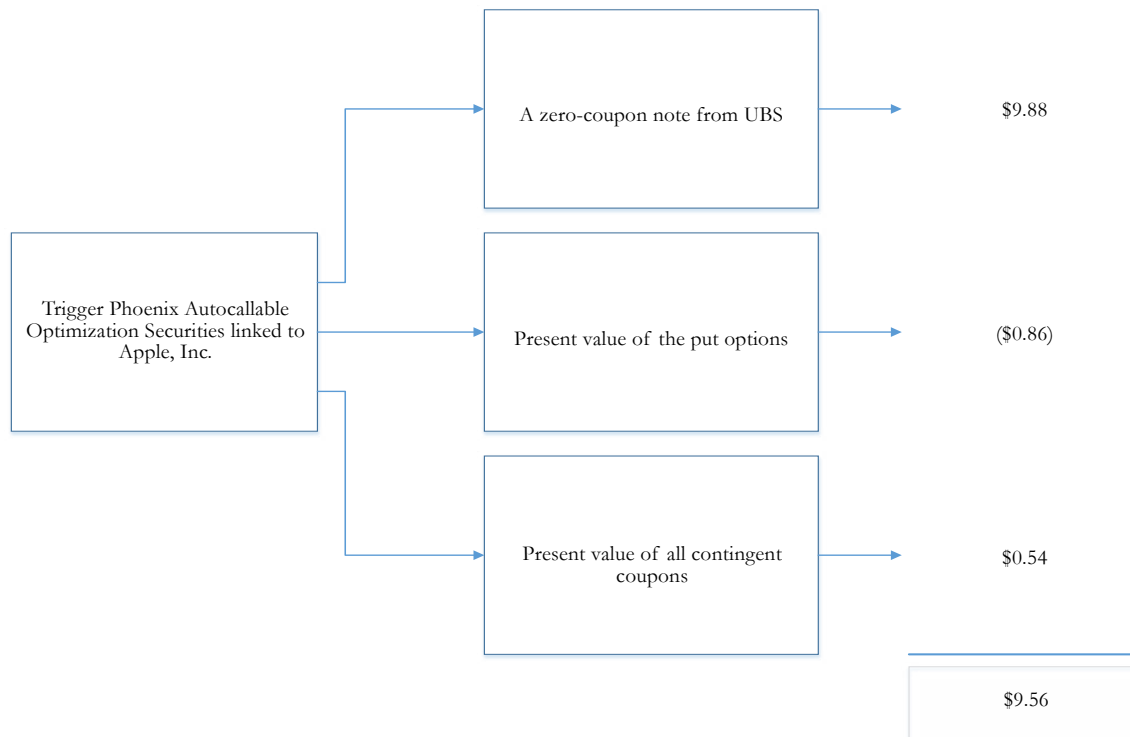 A zero-coupon note from UBS
$9.88
Trigger Phoenix Autocallable
Optimization Securities linked to
Apple, Inc.
Present value of the put options
($0.86)
Present value of all contingent
coupons
$0.54
$9.56